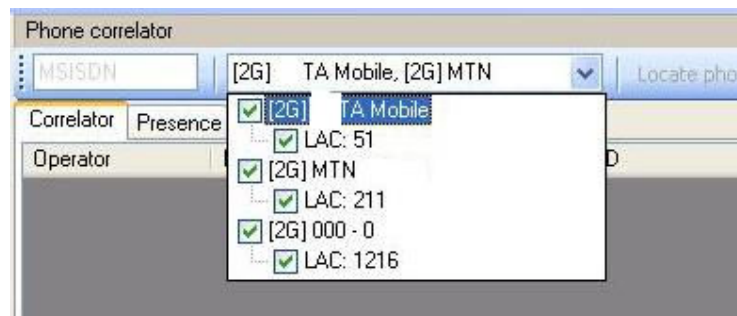 Phone correlator
MSISDN [2G] TA Mobile, [2G] MTN Locate pho
Correlator Presence
Operator D
[2G] TA Mobile
LAC: 51
[2G] MTN
LAC: 211
[2G] 000 - 0
LAC: 1216